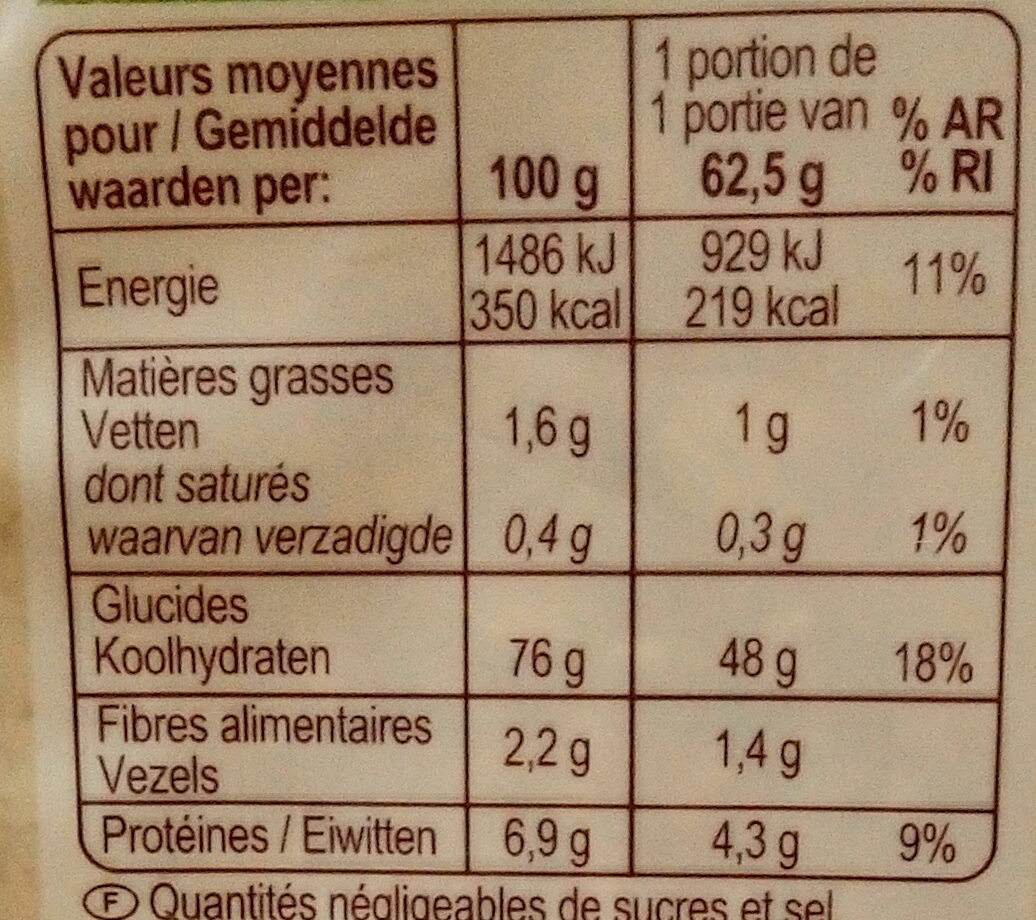 Valeurs moyennes
pour / Gemiddelde
waarden per:
100 g
1 portion de
1 portie van
62,5 g
% AR
% RI
Energie
1486 kJ
350 kcal
929 kJ
219 kcal
11%
Matières grasses
Vetten
1,6 g
1 g
1%
dont saturés
waarvan verzadigde
0,4 g
0,3 g
1%
Glucides
Koolhydraten
76 g
48 g
18%
Fibres alimentaires
Vezels
2,2 g
1,4 g
Protéines / Eiwitten
6,9 g
4,3 g
9%
F Quantités négligeables de sucres et sel